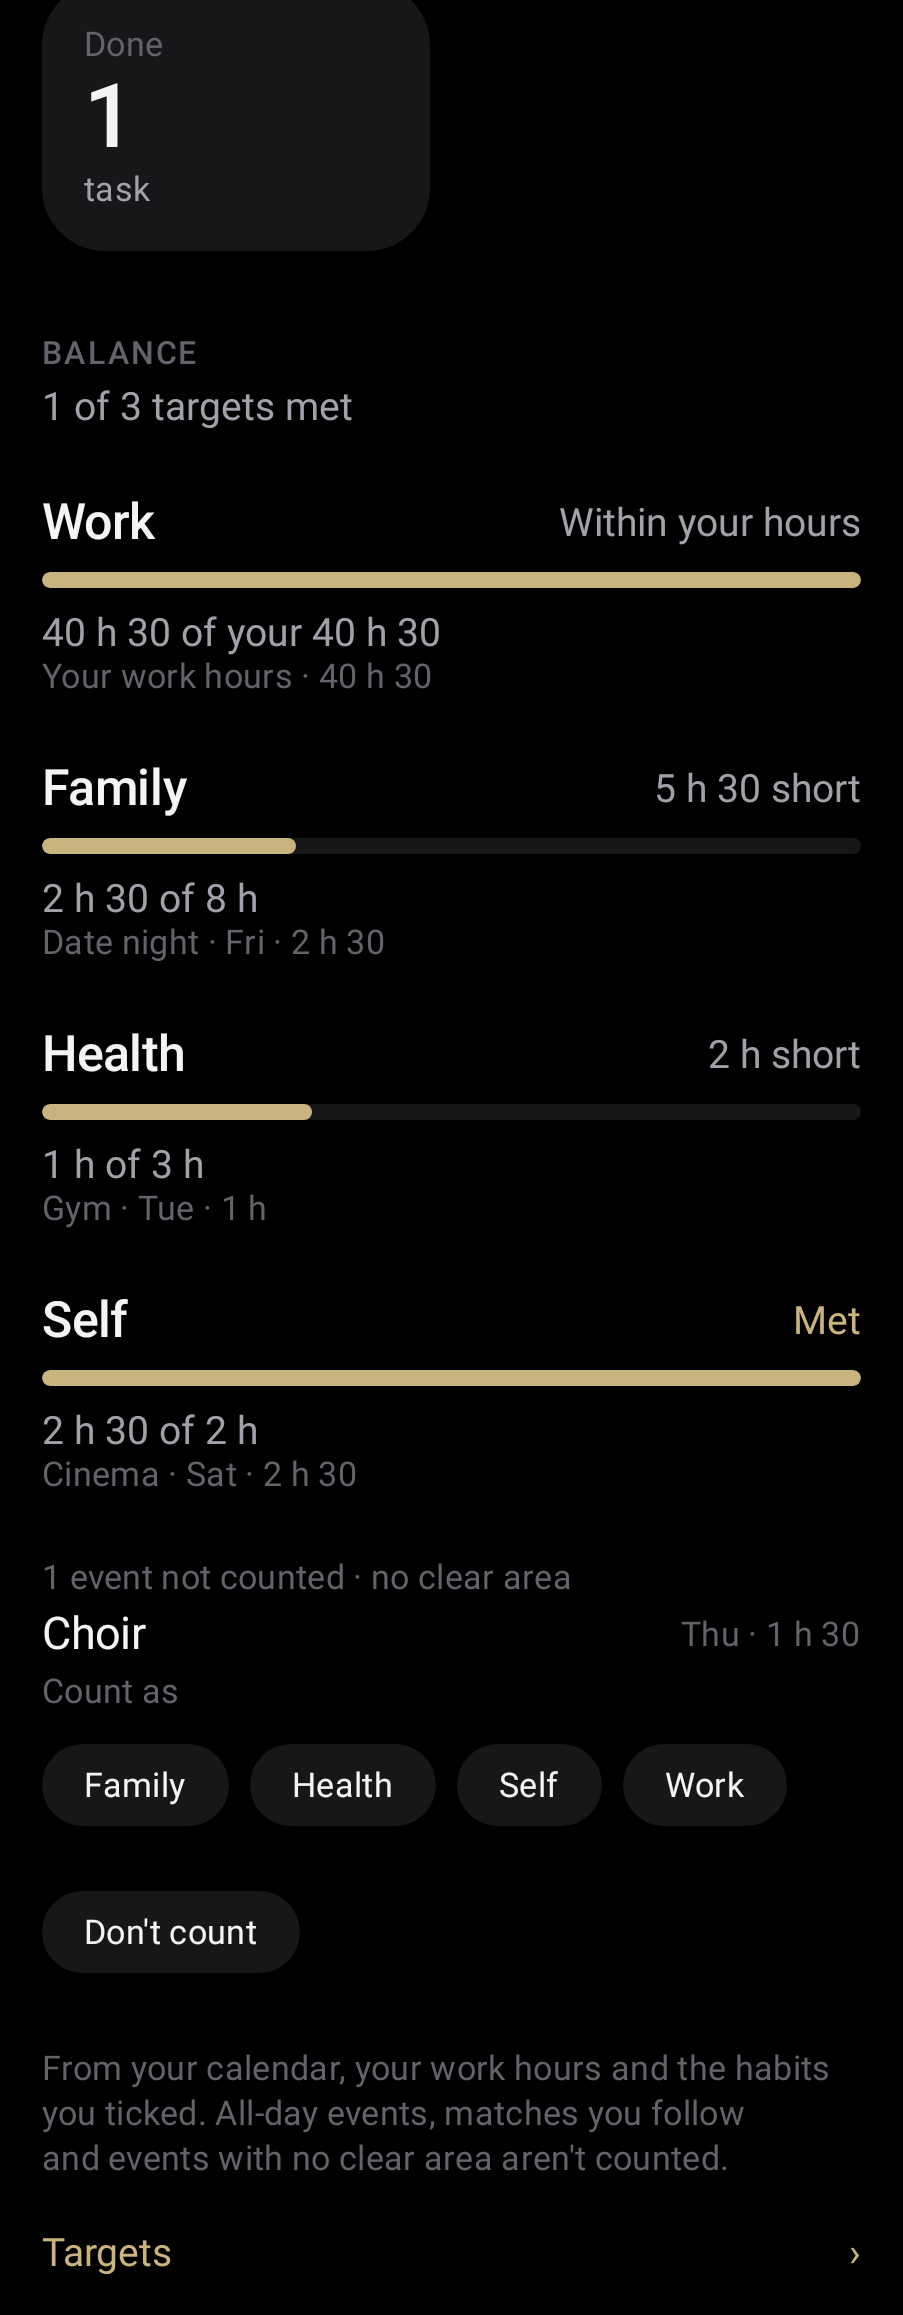 Done
1
task
BALANCE
1 of 3 targets met
Work
Within your hours
40 h 30 of your 40 h 30
Your work hours · 40 h 30
Family
5 h 30 short
2 h 30 of 8 h
Date night · Fri · 2 h 30
Health
2 h short
1 h of 3 h
Gym · Tue · 1 h
Self
Met
2 h 30 of 2 h
Cinema · Sat · 2 h 30
1 event not counted · no clear area
Choir
Thu · 1 h 30
Count as
Family
Health
Self
Work
Don't count
From your calendar, your work hours and the habits
you ticked. All-day events, matches you follow
and events with no clear area aren't counted.
Targets
›